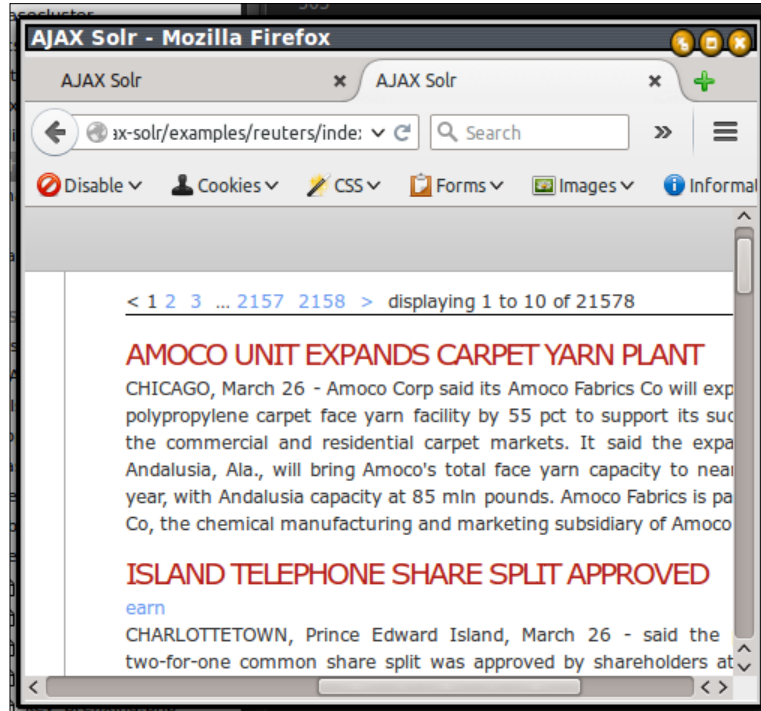 AJAX Solr - Mozilla Firefox
AJAX Solr AJAX Solr
ax-solr/examples/reuters/inde Search
Disable Cookies CSS Forms Images Informat
< 1 2 3 ... 2157 2158 > displaying 1 to 10 of 21578
AMOCO UNIT EXPANDS CARPET YARN PLANT
CHICAGO, March 26 - Amoco Corp said its Amoco Fabrics Co will exp
polypropylene carpet face yarn facility by 55 pct to support its suc
the commercial and residential carpet markets. It said the expa
Andalusia, Ala., will bring Amoco's total face yarn capacity to near
year, with Andalusia capacity at 85 mln pounds. Amoco Fabrics is pa
Co, the chemical manufacturing and marketing subsidiary of Amoco
ISLAND TELEPHONE SHARE SPLIT APPROVED
earn
CHARLOTTETOWN, Prince Edward Island, March 26 - said the
two-for-one common share split was approved by shareholders at